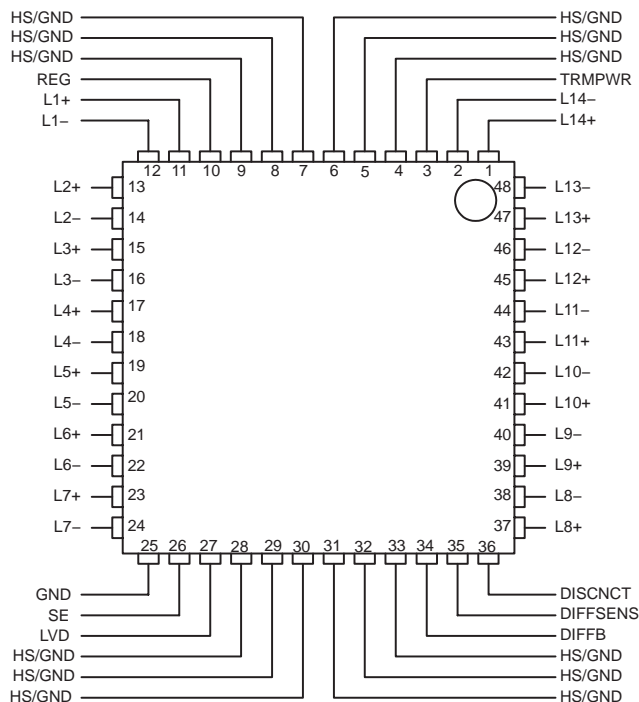 HS/GND HS/GND
HS/GND HS/GND
HS/GND HS/GND
REG TRMPWR
L1+ L14–
L1– L14+
12 11 10 9 8 7 6 5 4 3 2 1
L2+ 13 48 L13–
L2– 14 47 L13+
L3+ 15 46 L12–
L3– 16 45 L12+
L4+ 17 44 L11–
L4– 18 43 L11+
L5+ 19 42 L10–
L5– 20 41 L10+
L6+ 21 40 L9–
L6– 22 39 L9+
L7+ 23 38 L8–
L7– 24 37 L8+
25 26 27 28 29 30 31 32 33 34 35 36
GND DISCNCT
SE DIFFSENS
LVD DIFFB
HS/GND HS/GND
HS/GND HS/GND
HS/GND HS/GND